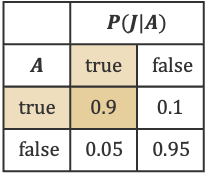 P(J|A)
A true false
true 0.9 0.1
false 0.05 0.95